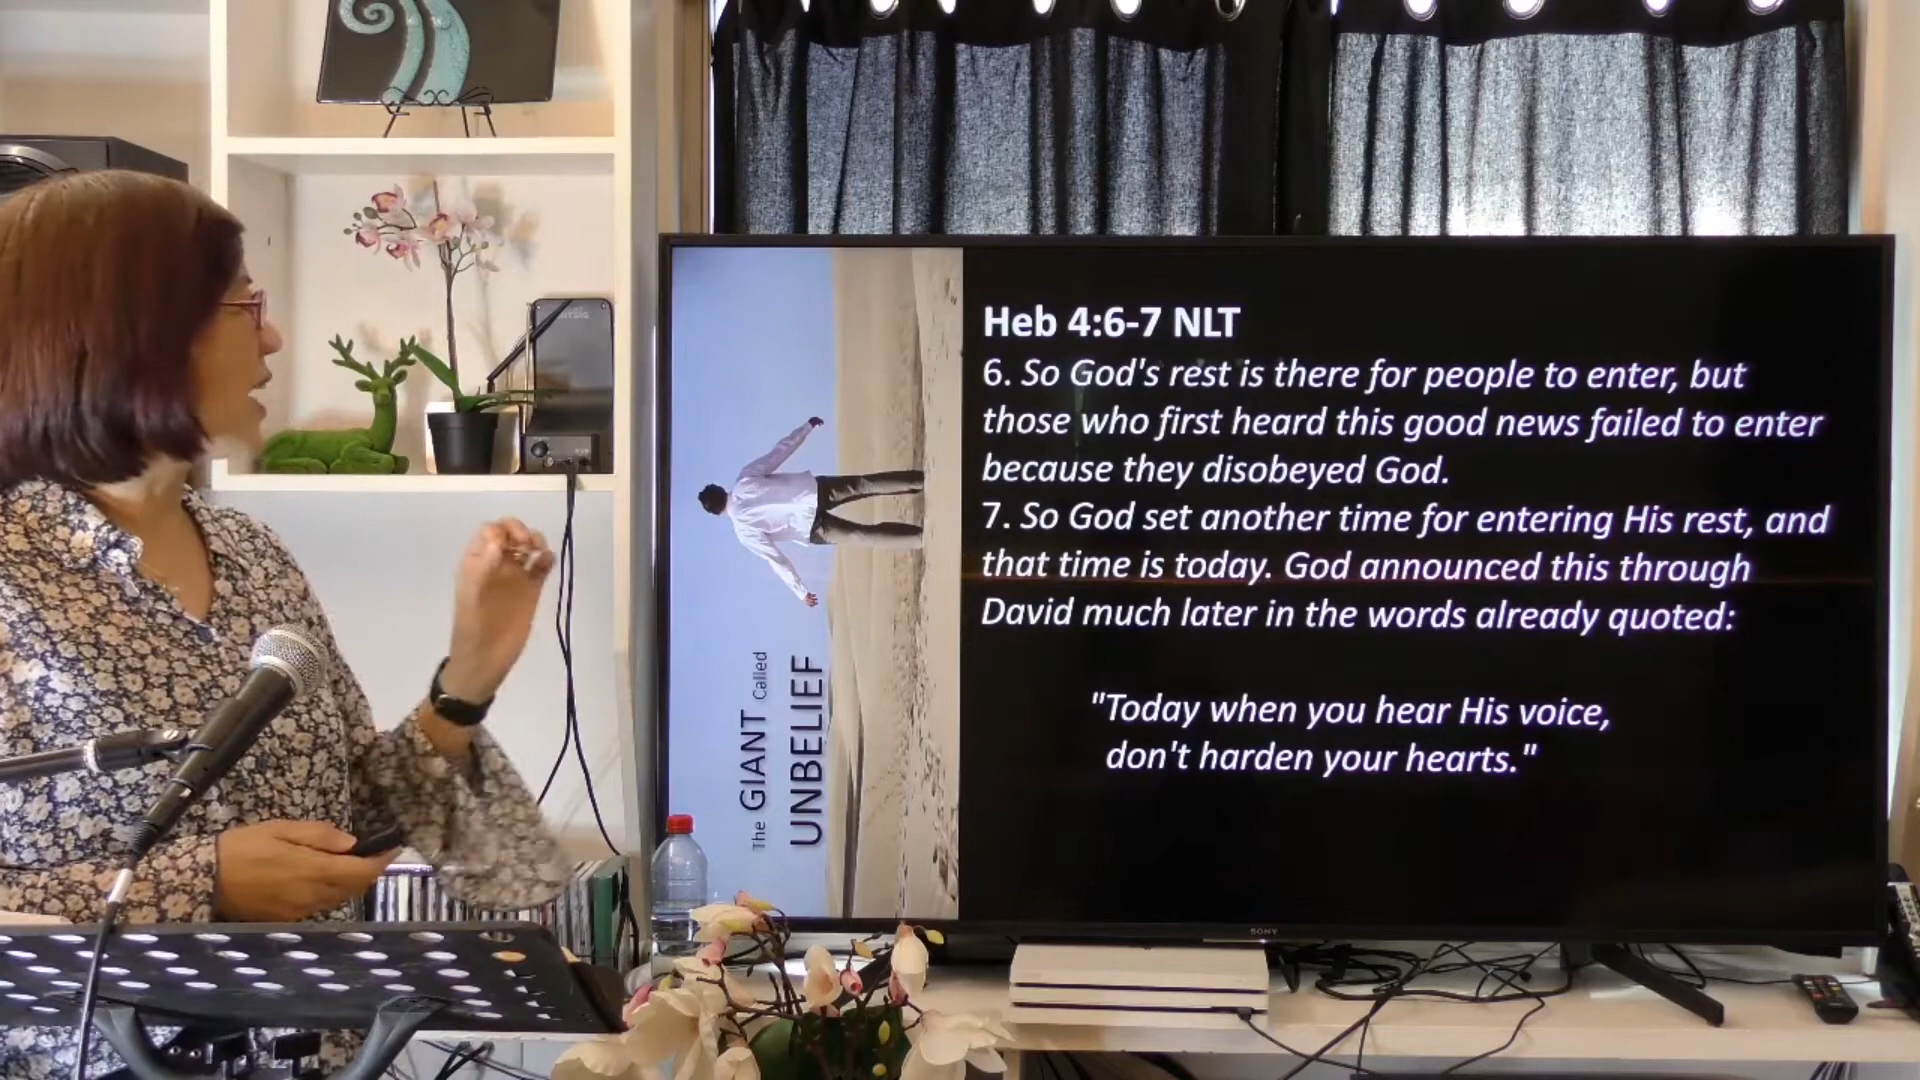 The GIANT Called
UNBELIEF
Heb 4:6-7 NLT
6. So God's rest is there for people to enter, but
those who first heard this good news failed to enter
because they disobeyed God.
7. So God set another time for entering His rest, and
that time is today. God announced this through
David much later in the words already quoted:
"Today when you hear His voice,
don't harden your hearts."
SONY